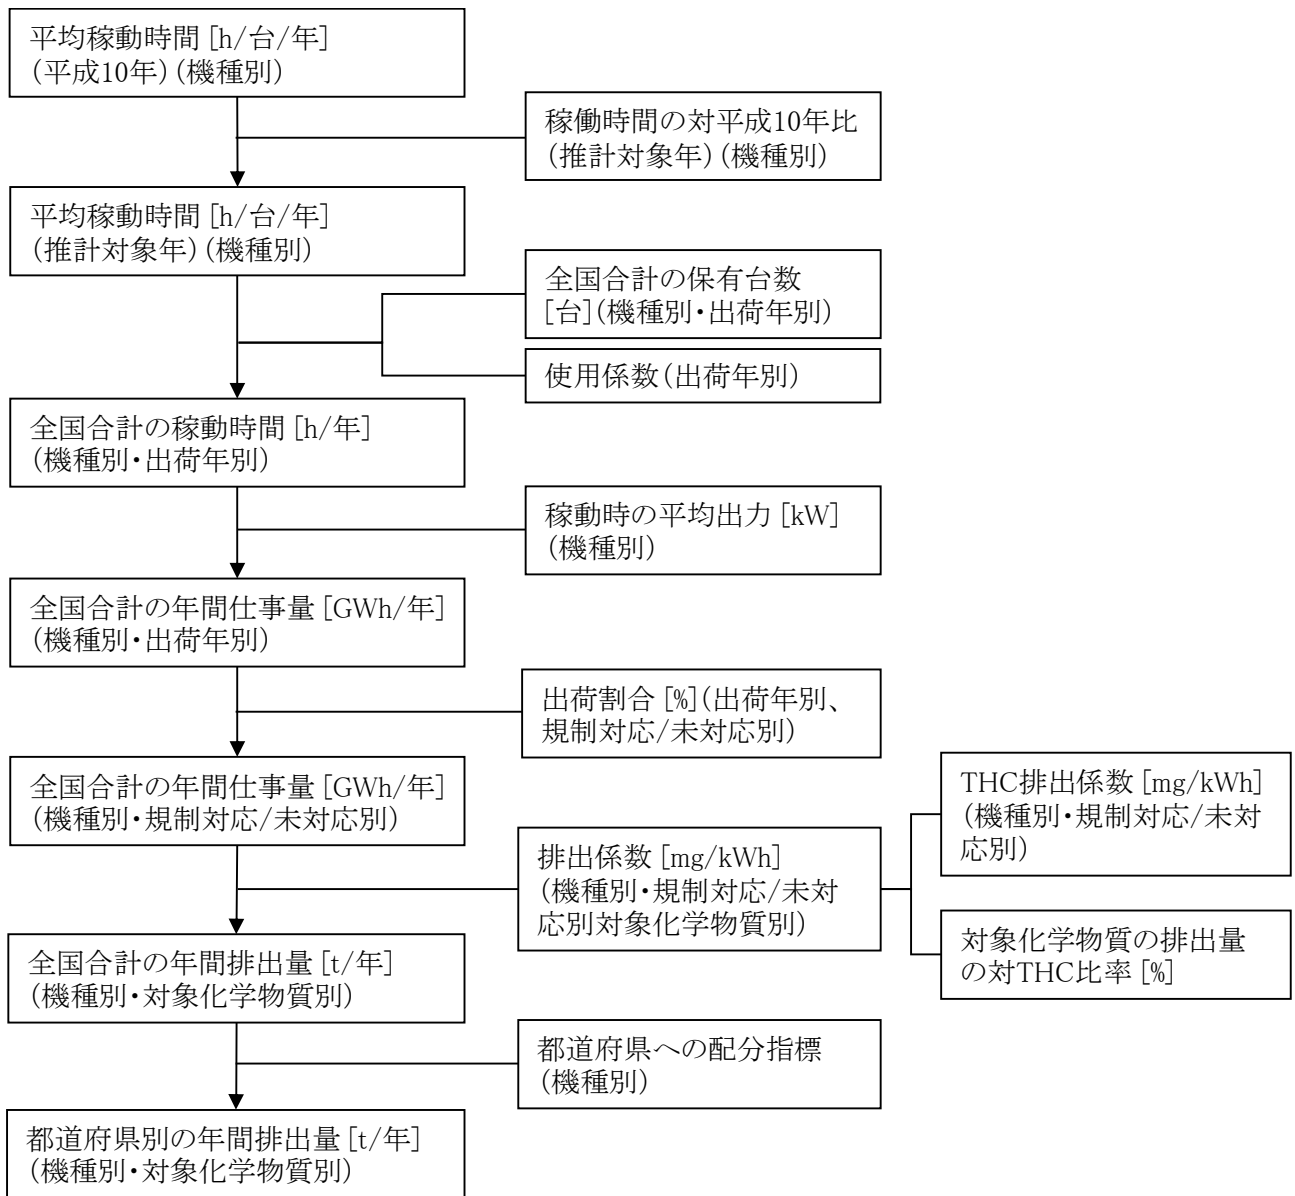 平均稼動時間[h/台/年]
(平成10年)(機種別)
稼働時間の対平成10年比
(推計対象年)(機種別)
平均稼動時間[h/台/年]
(推計対象年)(機種別)
全国合計の保有台数
[台](機種別・出荷年別)
使用係数(出荷年別)
全国合計の稼動時間[h/年]
(機種別・出荷年別)
稼動時の平均出力[kW]
(機種別)
全国合計の年間仕事量[GWh/年]
(機種別・出荷年別)
出荷割合[%](出荷年別、
規制対応/未対応別)
全国合計の年間仕事量[GWh/年]
(機種別・規制対応/未対応別)
THC排出係数[mg/kWh]
(機種別・規制対応/未対
応別)
排出係数[mg/kWh]
(機種別・規制対応/未対
応別対象化学物質別)
対象化学物質の排出量
の対THC比率[%]
全国合計の年間排出量[t/年]
(機種別・対象化学物質別)
都道府県への配分指標
(機種別)
都道府県別の年間排出量[t/年]
(機種別・対象化学物質別)